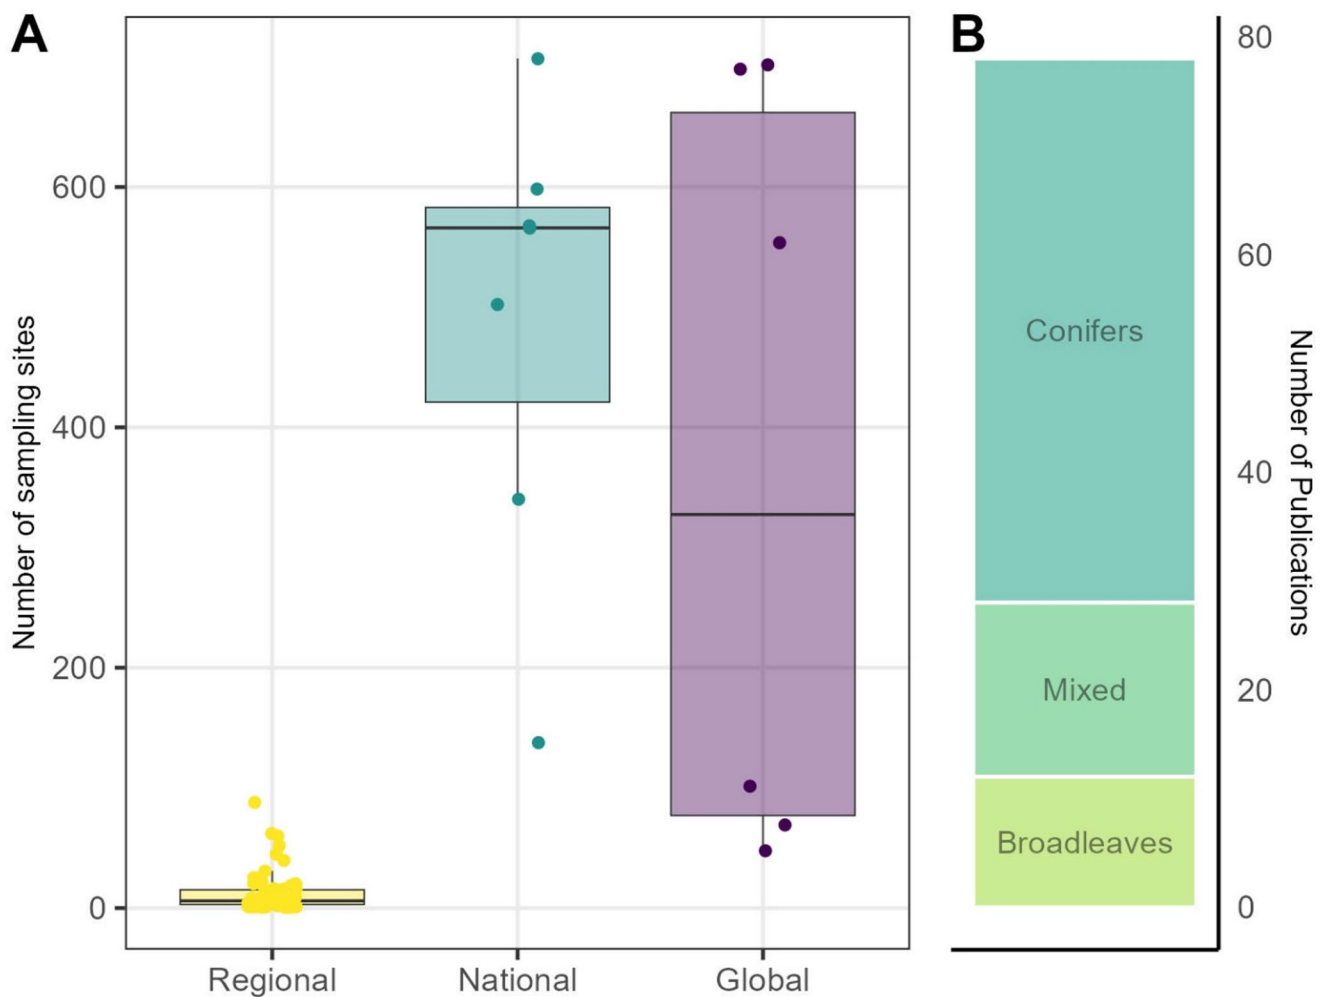 A
Number of sampling sites
600
400
200
0
Regional
National
Global
B
Conifers
Mixed
Broadleaves
80
60
40
20
0
Number of Publications